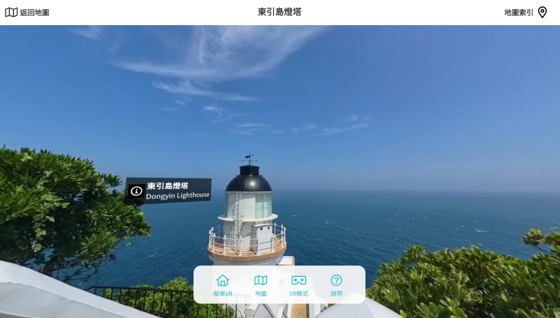 返回地圖
東引島燈塔
地圖索引
東引島燈塔
Dongyin Lighthouse
結束VR
地圖
VR模式
說明